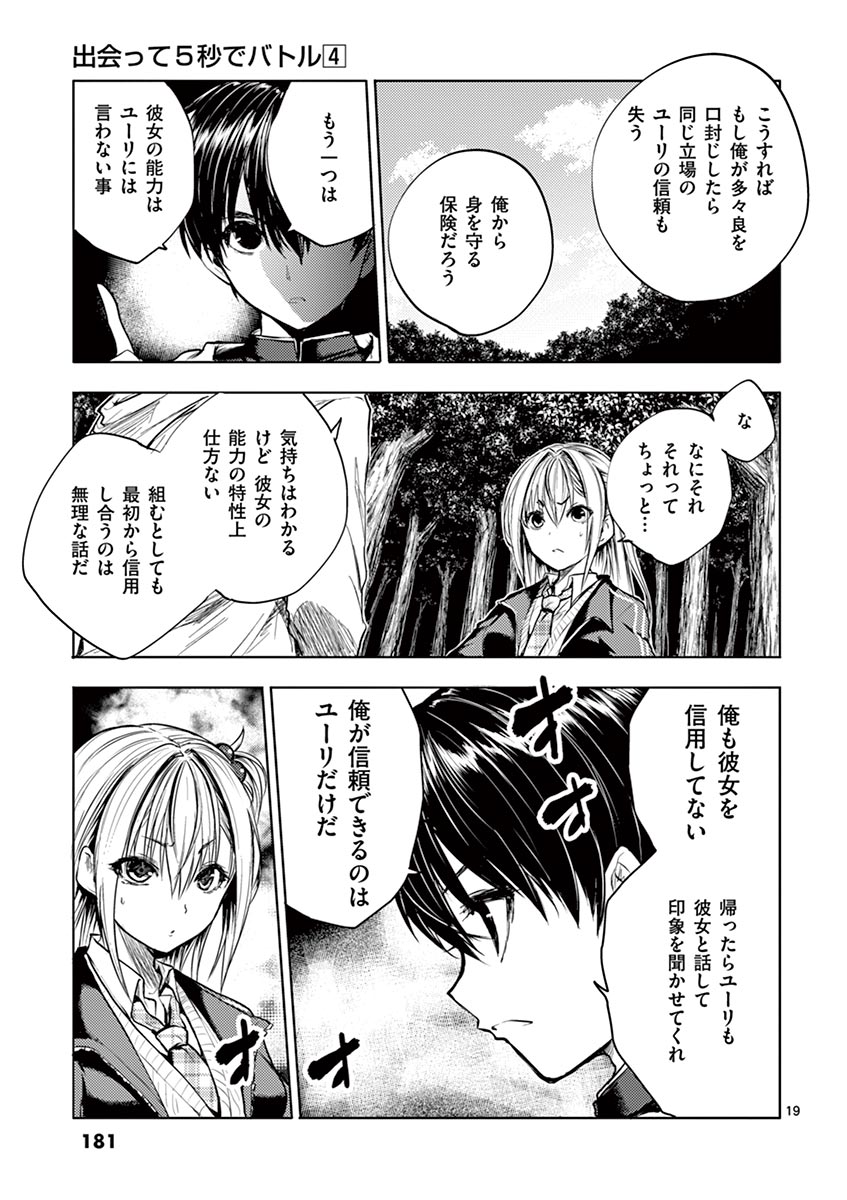 出会って5秒でバトル4
こうすれば
もし俺が多々良を
口封じしたら
同じ立場の
ユーリの信頼も
失う
俺から
身を守る
保険だろう
もう一つは
彼女の能力は
ユーリには
言わない事
な
なにそれ
それって
ちょっと…
気持ちはわかる
けど 彼女の
能力の特性上
仕方ない
組むとしても
最初から信用
し合うのは
無理な話だ
俺も彼女を
信用してない
帰ったらユーリも
彼女と話して
印象を聞かせてくれ
オオ
俺が信頼できるのは
ユーリだけだ
オオ
19
181